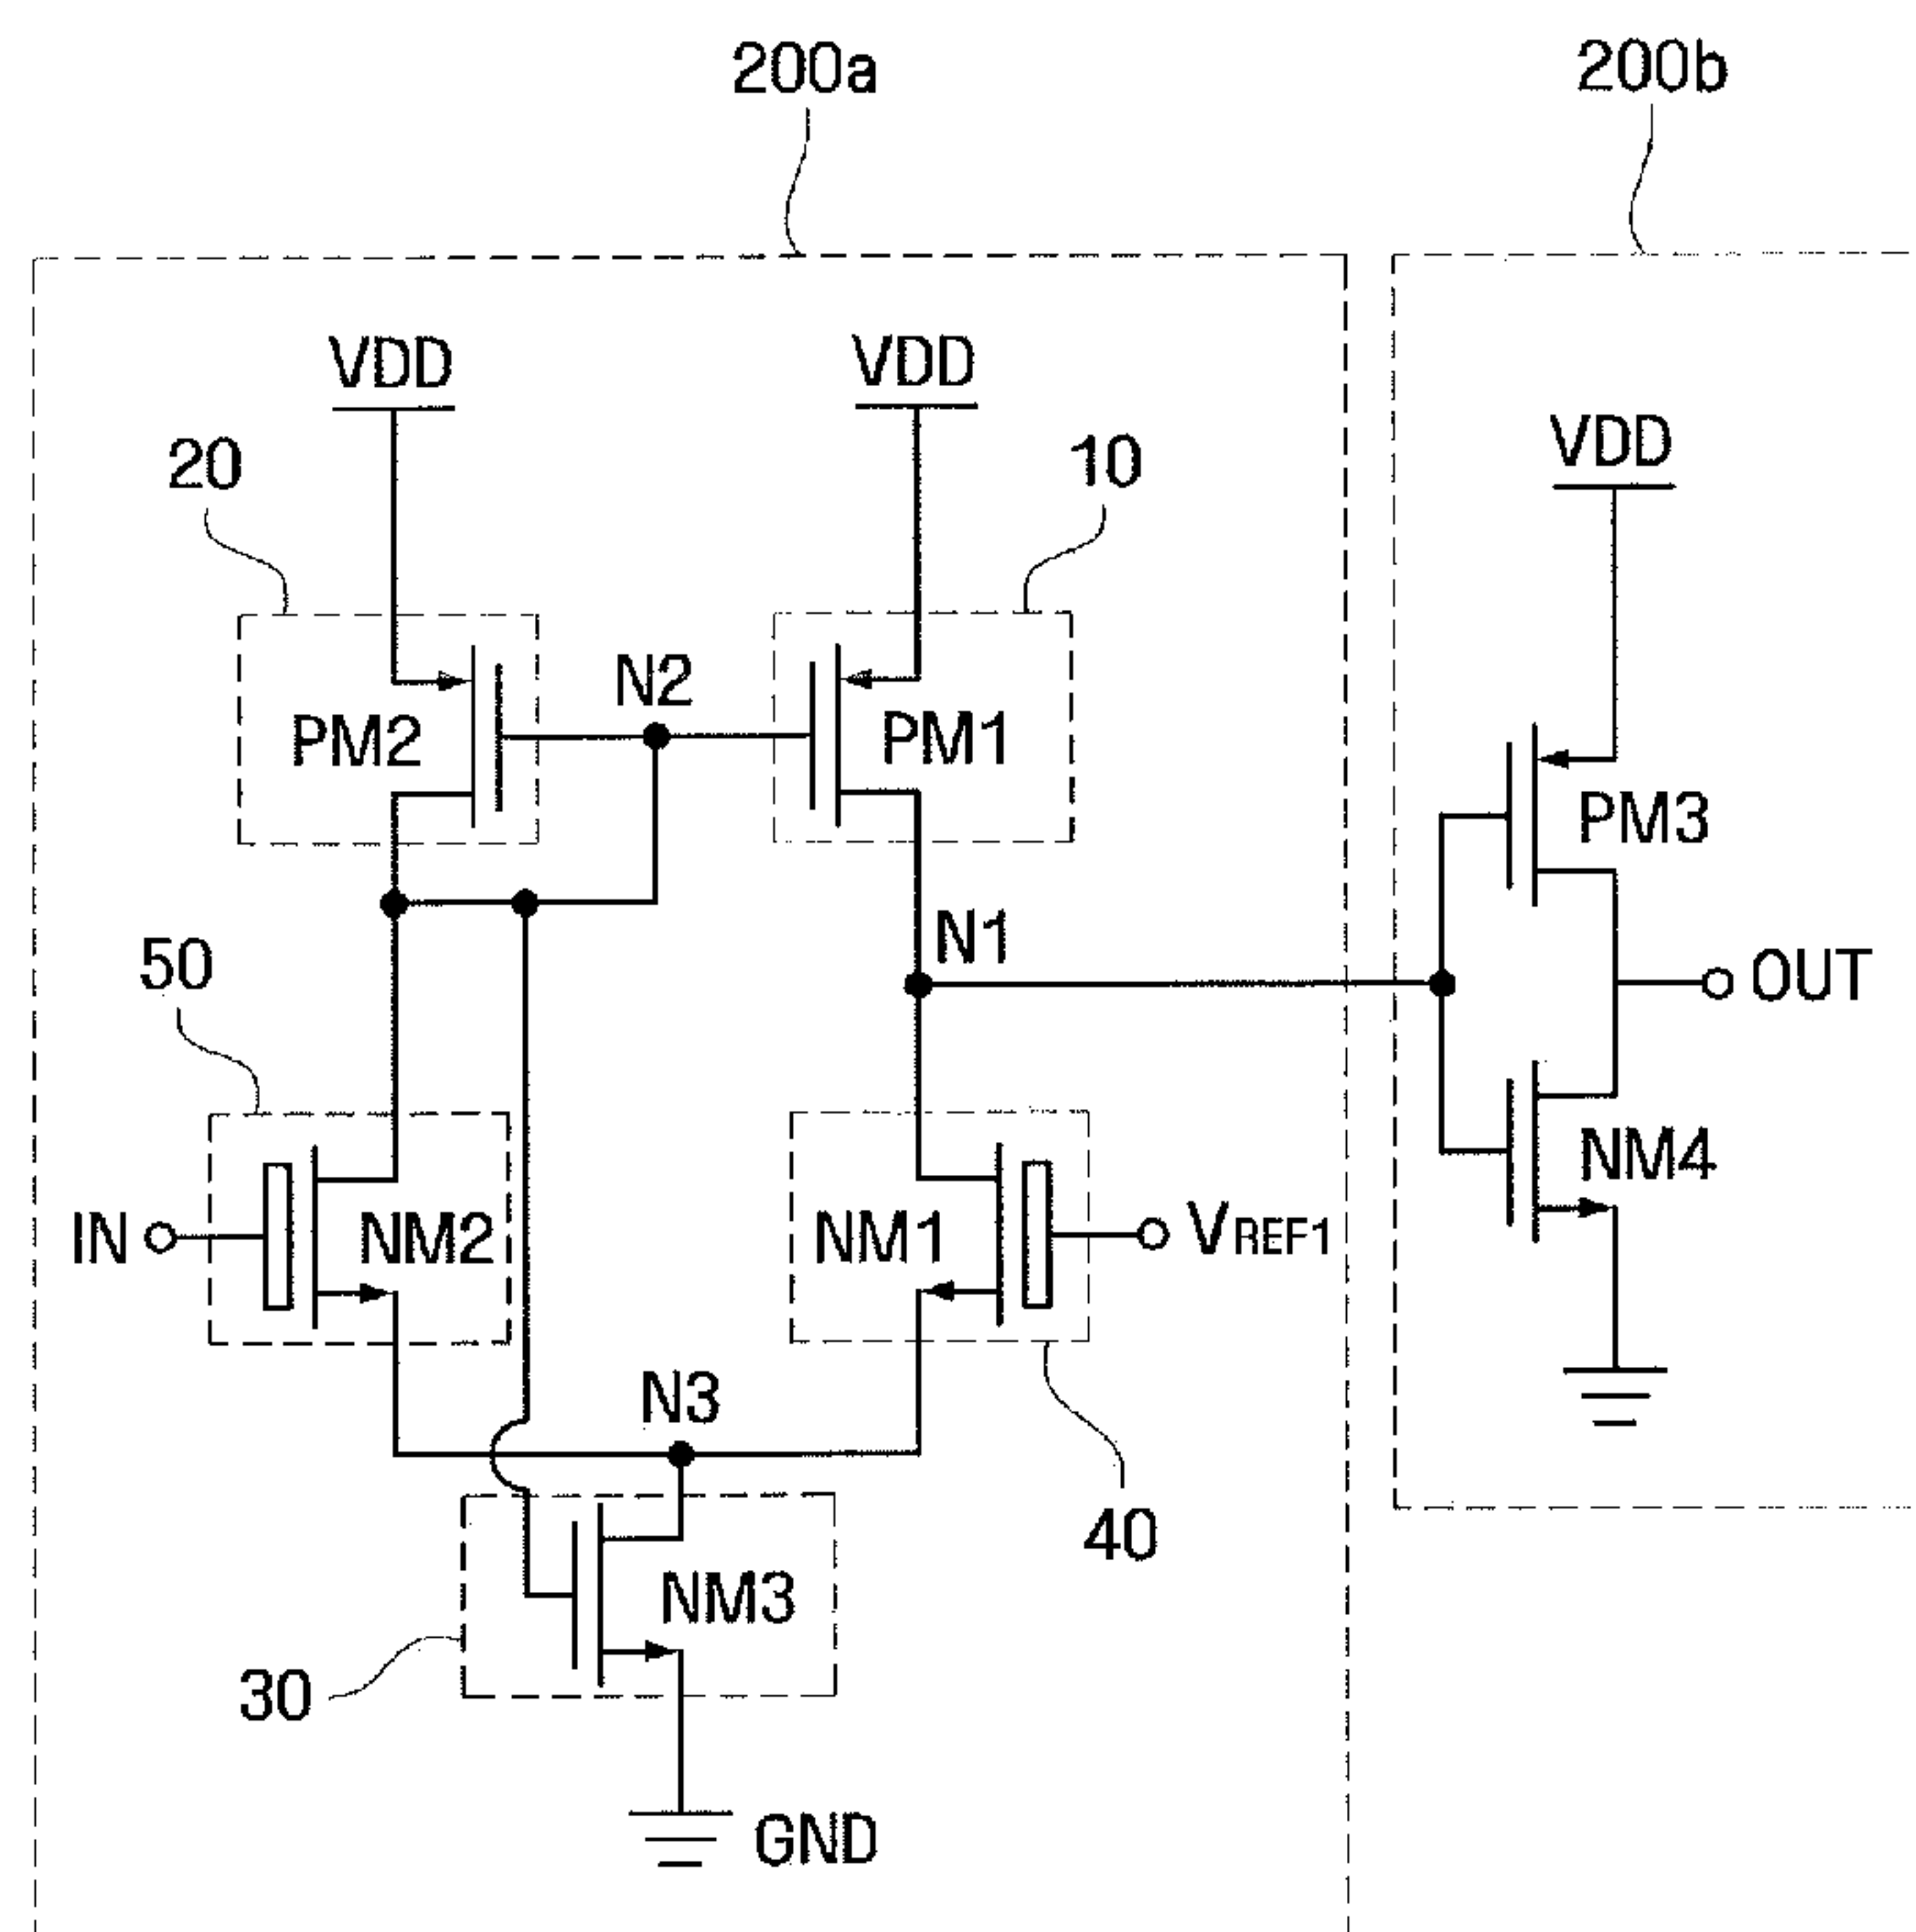 200a
200b
VDD
VDD
VDD
20
10
N2
PM2
PM1
PM3
50
N1
OUT
IN
NM2
NM1
VREF1
NM4
N3
40
NM3
30
GND